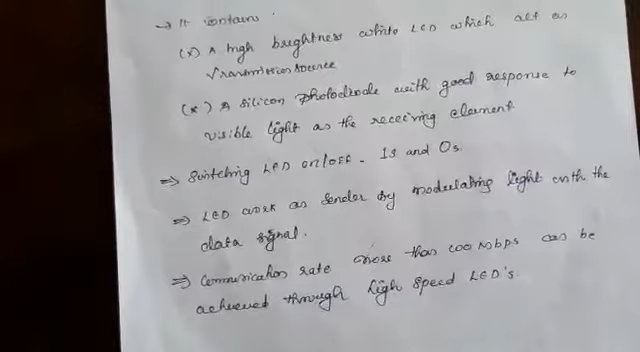 → It contains.
(x) A high brightness white LED which act as
transmission source
(x) A silicon photodiode with good response to
visible light as the receiving element
⇒ Switching LED on/off - 1s and 0s.
⇒ LED work as sender by modulating light with the
data signal.
⇒ Communication rate more than 100 Mbps can be
achieved through high speed LED's.